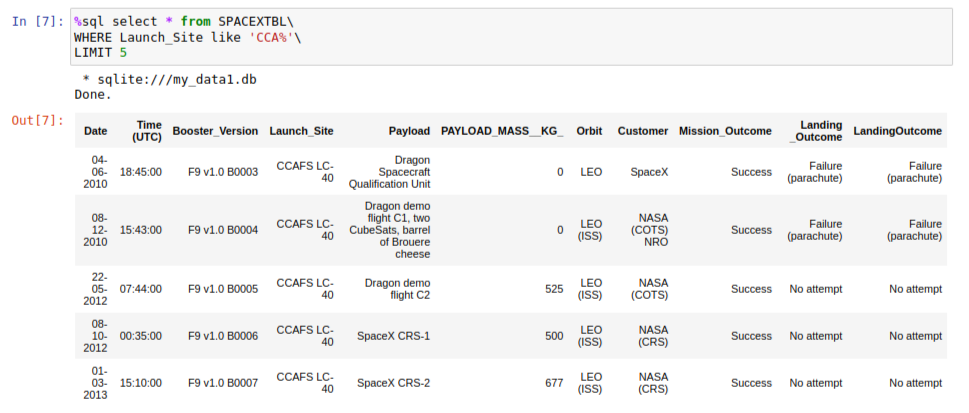 In [7]: %sql select * from SPACEXTBL\
WHERE Launch_Site like 'CCA%'\
LIMIT 5
* sqlite:///my_data1.db
Done.
Out[7]:
Date Time (UTC) Booster_Version Launch_Site Payload PAYLOAD_MASS__KG_ Orbit Customer Mission_Outcome Landing _Outcome LandingOutcome
04-06-2010 18:45:00 F9 v1.0 B0003 CCAFS LC-40 Dragon Spacecraft Qualification Unit 0 LEO SpaceX Success Failure (parachute) Failure (parachute)
08-12-2010 15:43:00 F9 v1.0 B0004 CCAFS LC-40 Dragon demo flight C1, two CubeSats, barrel of Brouere cheese 0 LEO (ISS) NASA (COTS) NRO Success Failure (parachute) Failure (parachute)
22-05-2012 07:44:00 F9 v1.0 B0005 CCAFS LC-40 Dragon demo flight C2 525 LEO (ISS) NASA (COTS) Success No attempt No attempt
08-10-2012 00:35:00 F9 v1.0 B0006 CCAFS LC-40 SpaceX CRS-1 500 LEO (ISS) NASA (CRS) Success No attempt No attempt
01-03-2013 15:10:00 F9 v1.0 B0007 CCAFS LC-40 SpaceX CRS-2 677 LEO (ISS) NASA (CRS) Success No attempt No attempt